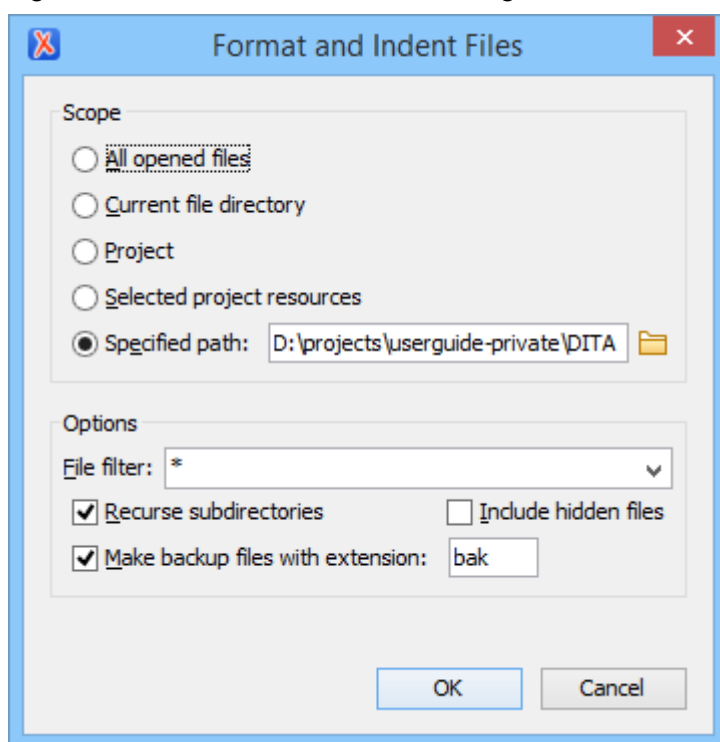 Format and Indent Files
Scope
All opened files
Current file directory
Project
Selected project resources
Specified path: D:\projects\userguide-private\DITA
Options
File filter: *
Recurse subdirectories Include hidden files
Make backup files with extension: bak
OK Cancel